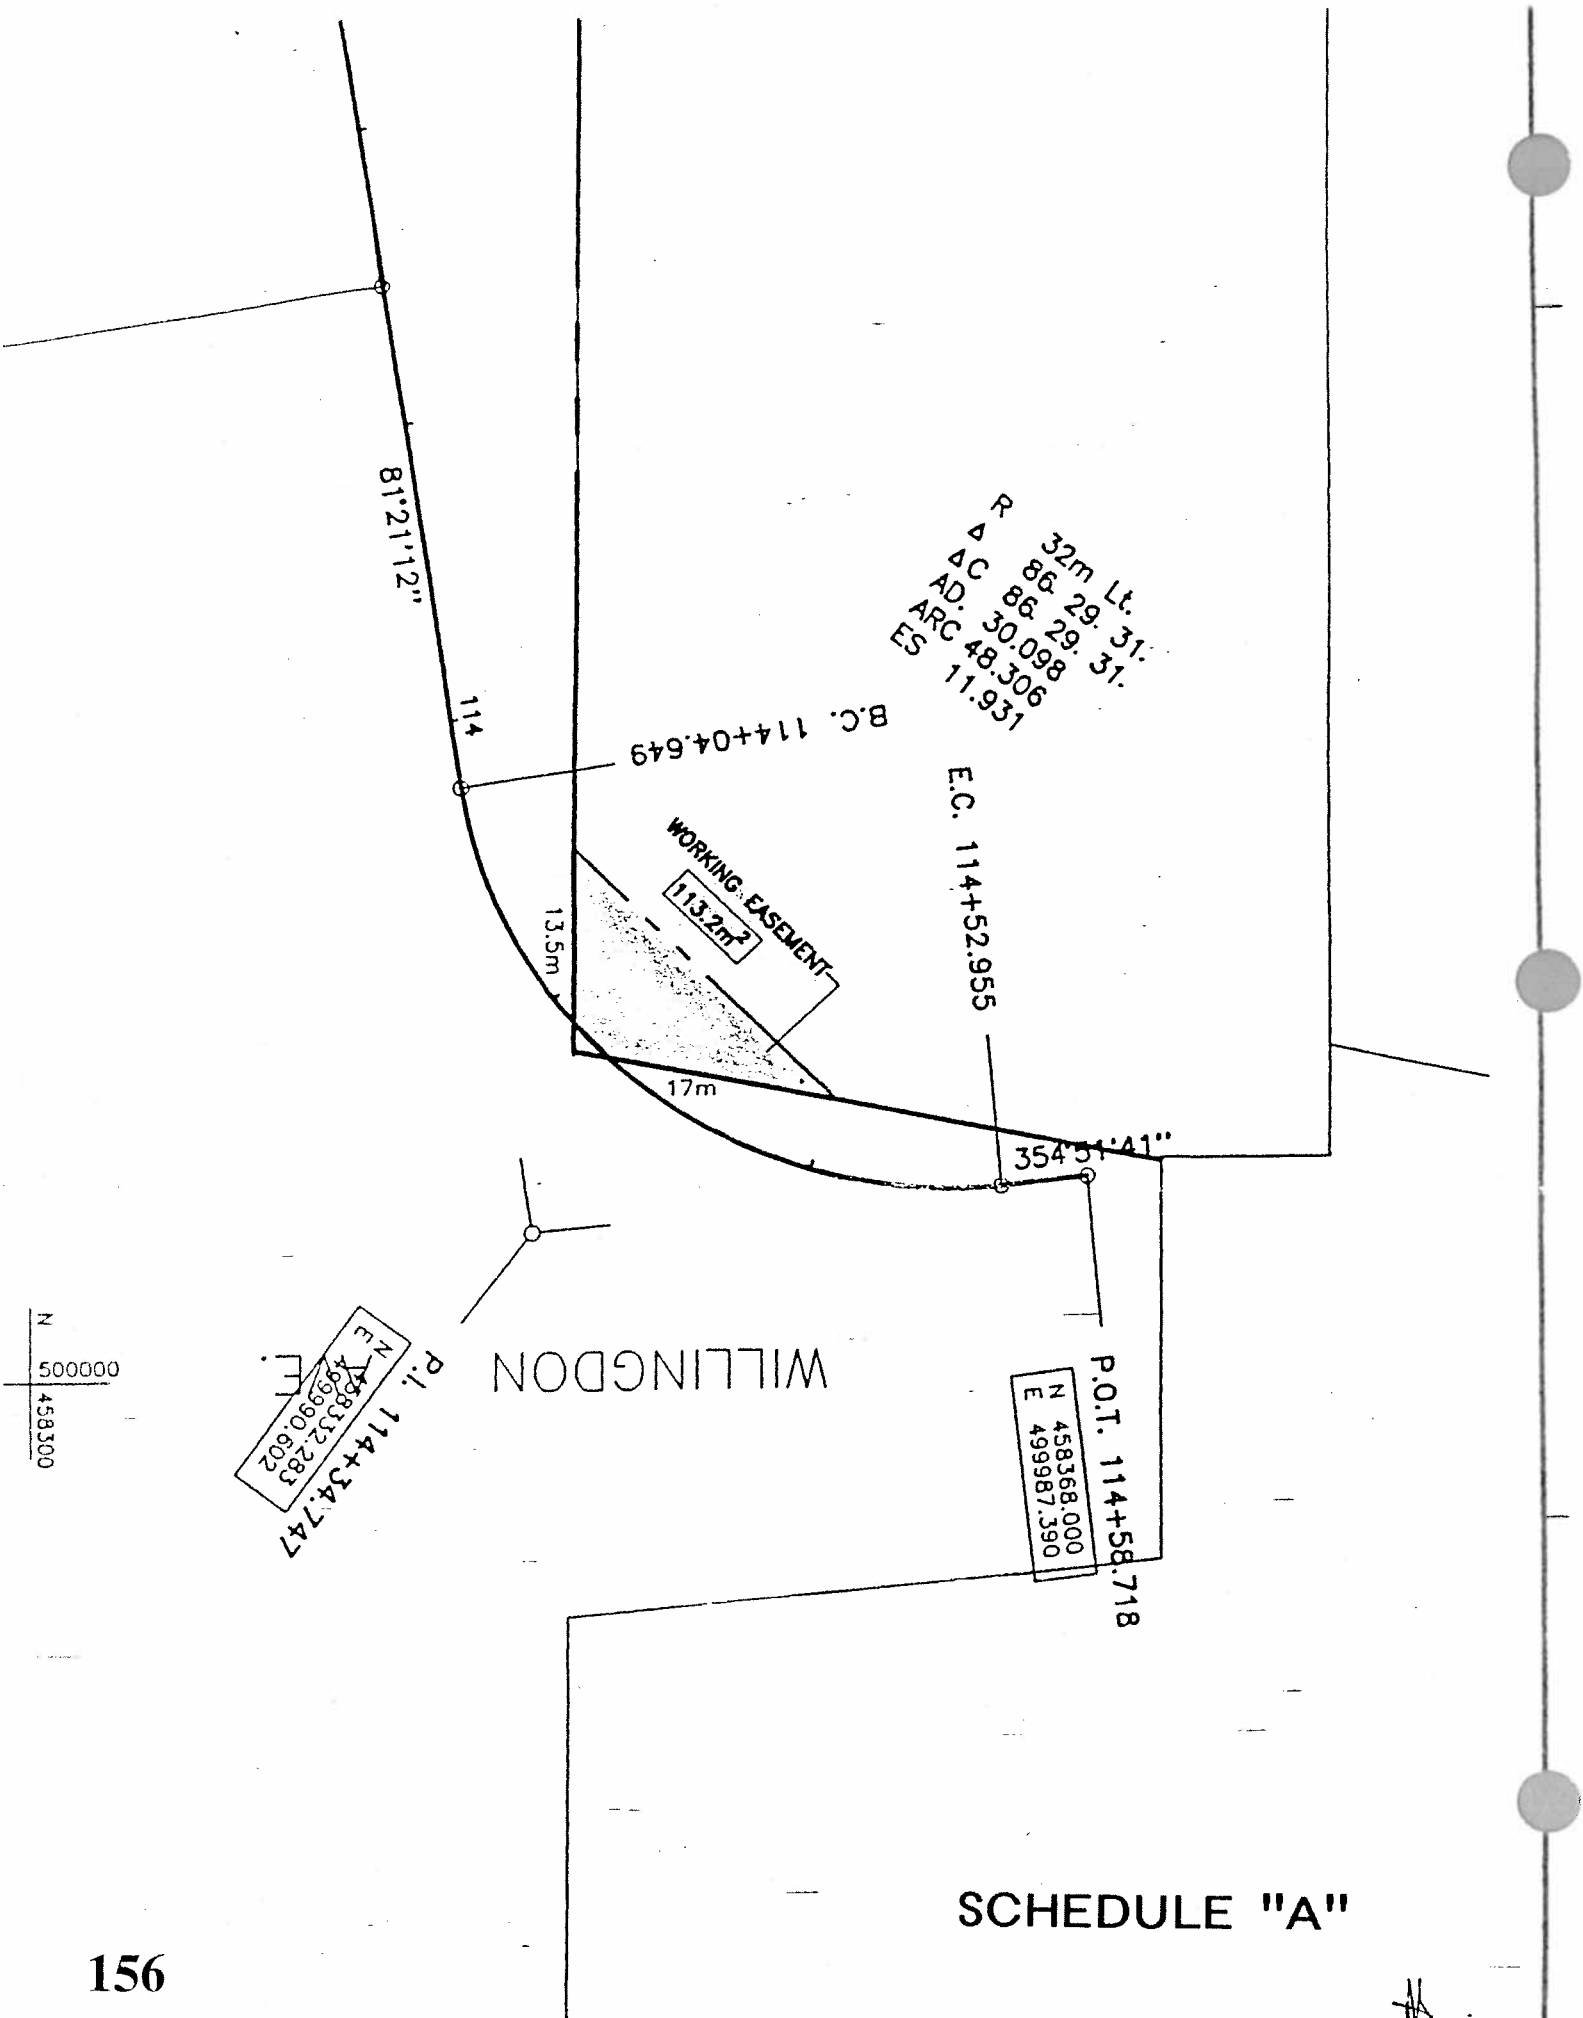 R 32m Lt.
Δ 86. 29. 31.
ΔC 86. 29. 31.
AD. 30.098
ARC 48.306
ES 11.931
81°21'12"
114
B.C. 114+04.649
E.C. 114+52.955
WORKING EASEMENT
113.2m²
13.5m
17m
354°51'41"
P.O.T. 114+58.718
N 458368.000
E 499987.390
WILLINGDON
E.
P.I. 114+34.747
N 458332.283
E 499990.602
N
500000
458300
SCHEDULE "A"
156